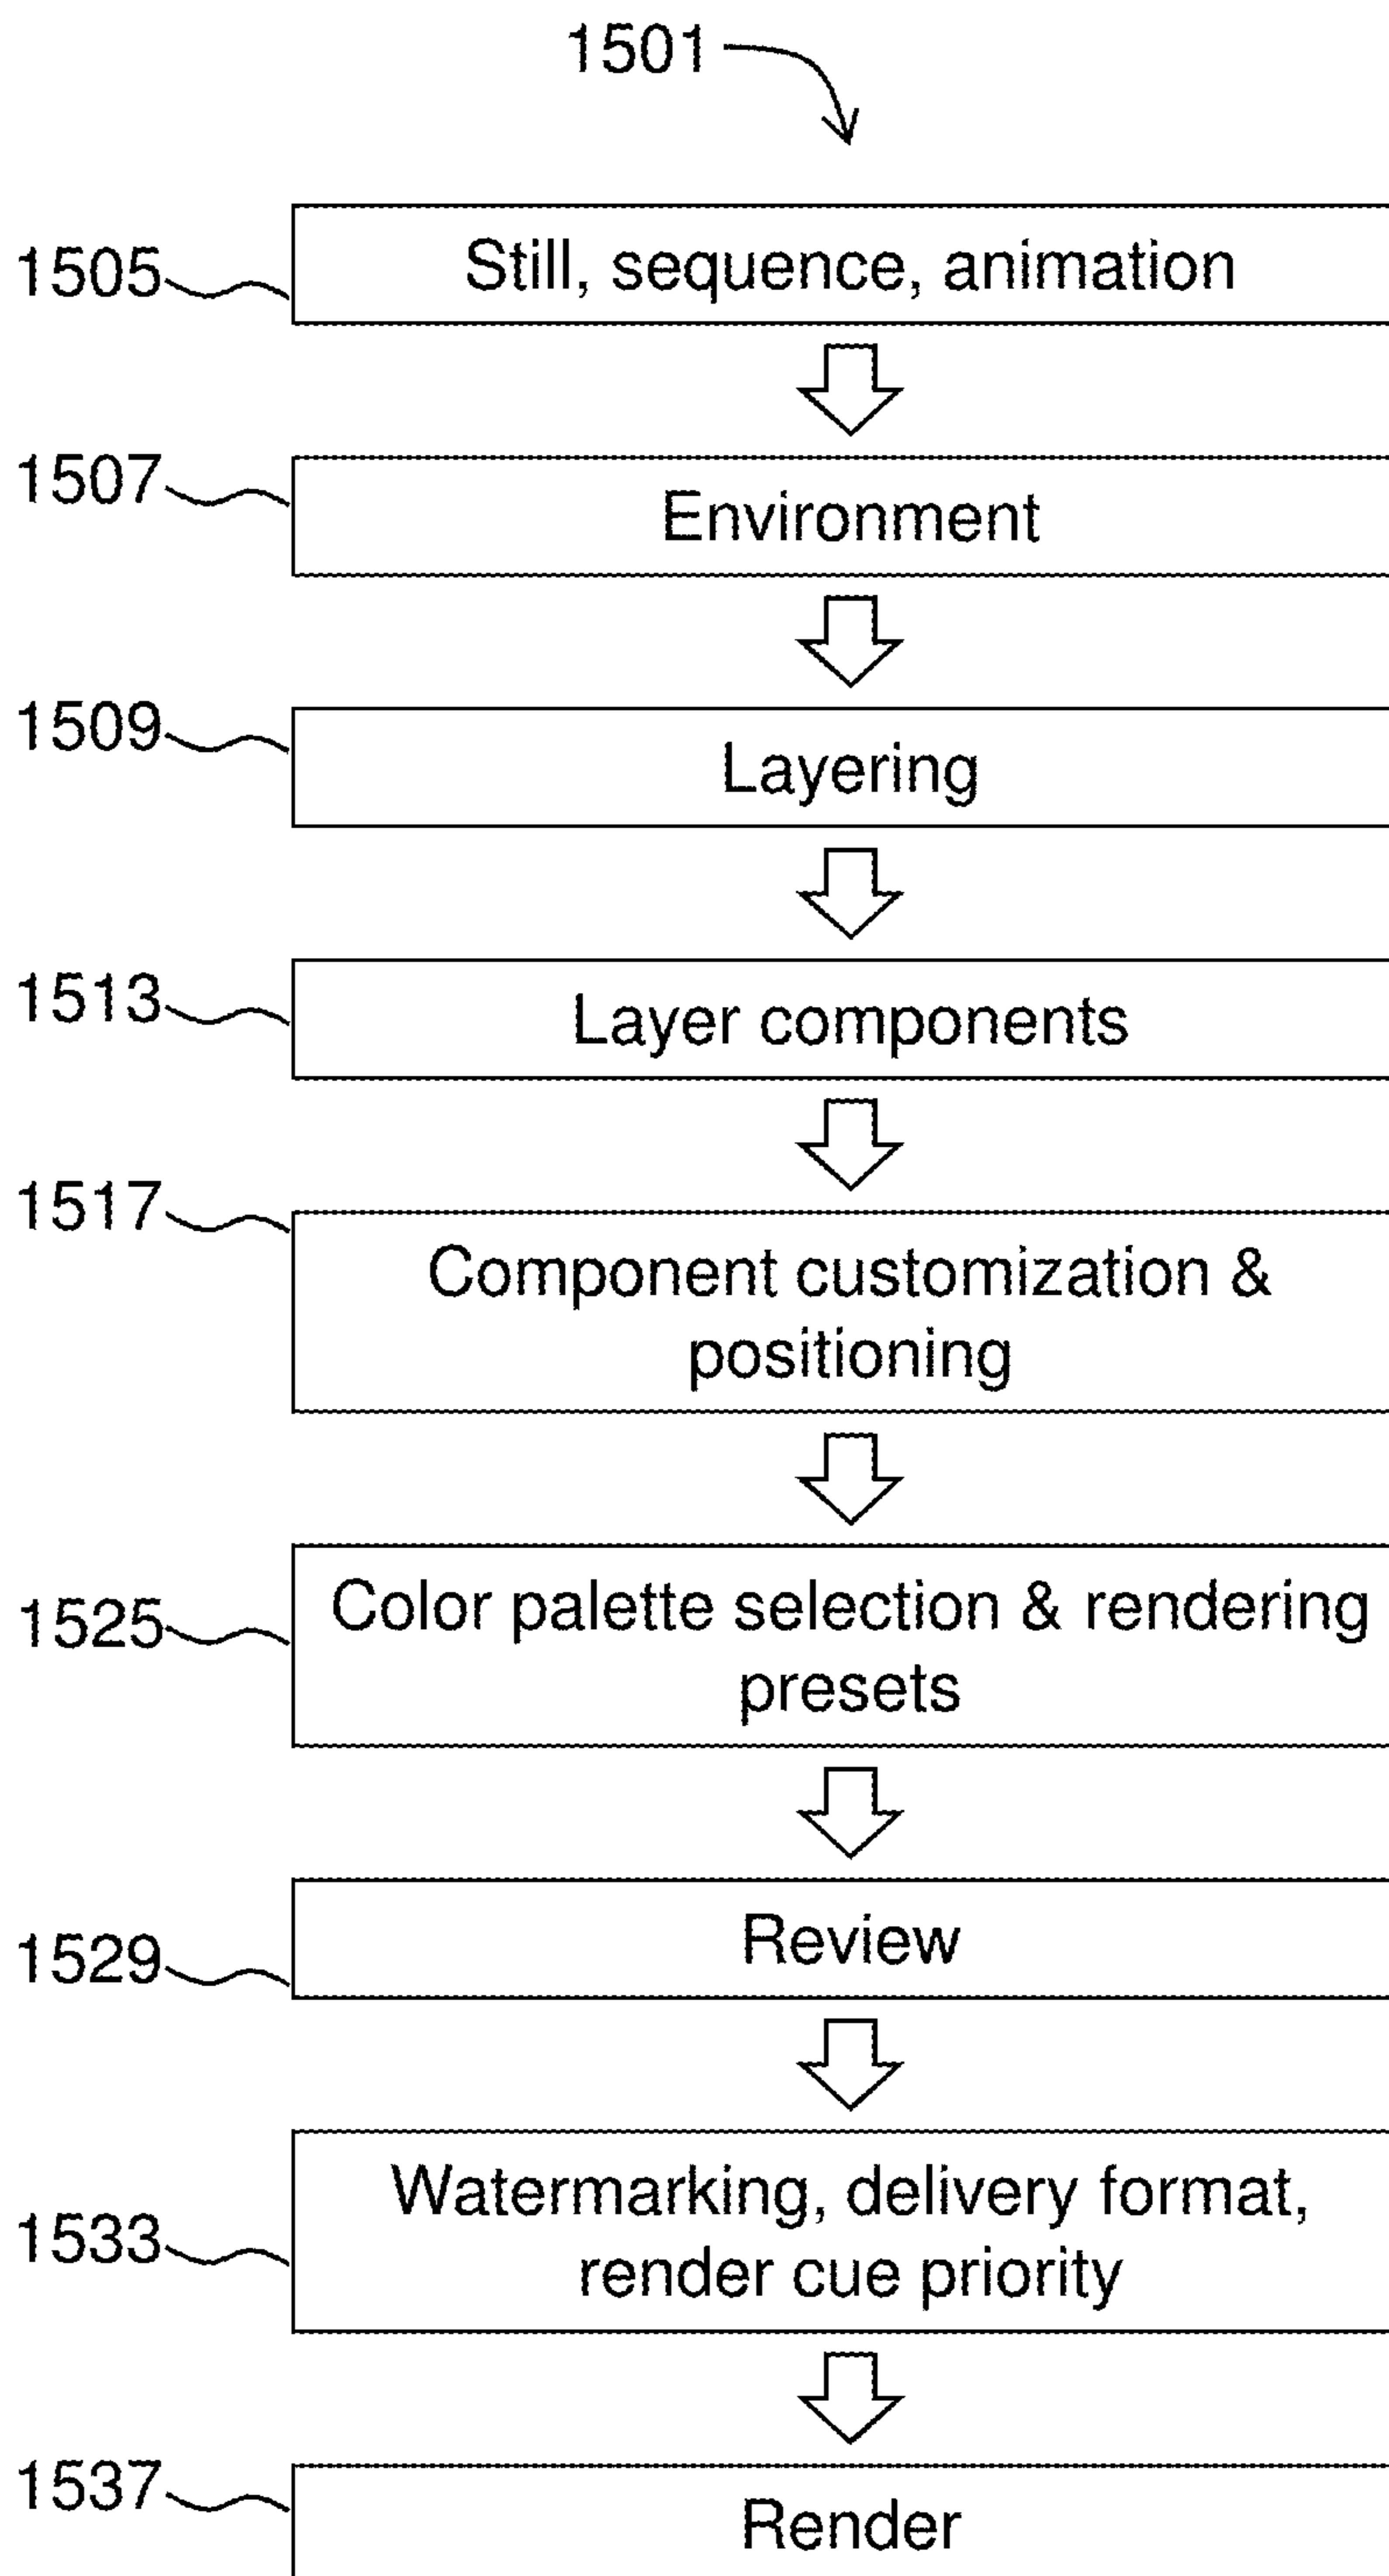 1501
1505
Still, sequence, animation
1507
Environment
1509
Layering
1513
Layer components
1517
Component customization &
positioning
1525
Color palette selection & rendering
presets
1529
Review
1533
Watermarking, delivery format,
render cue priority
1537
Render